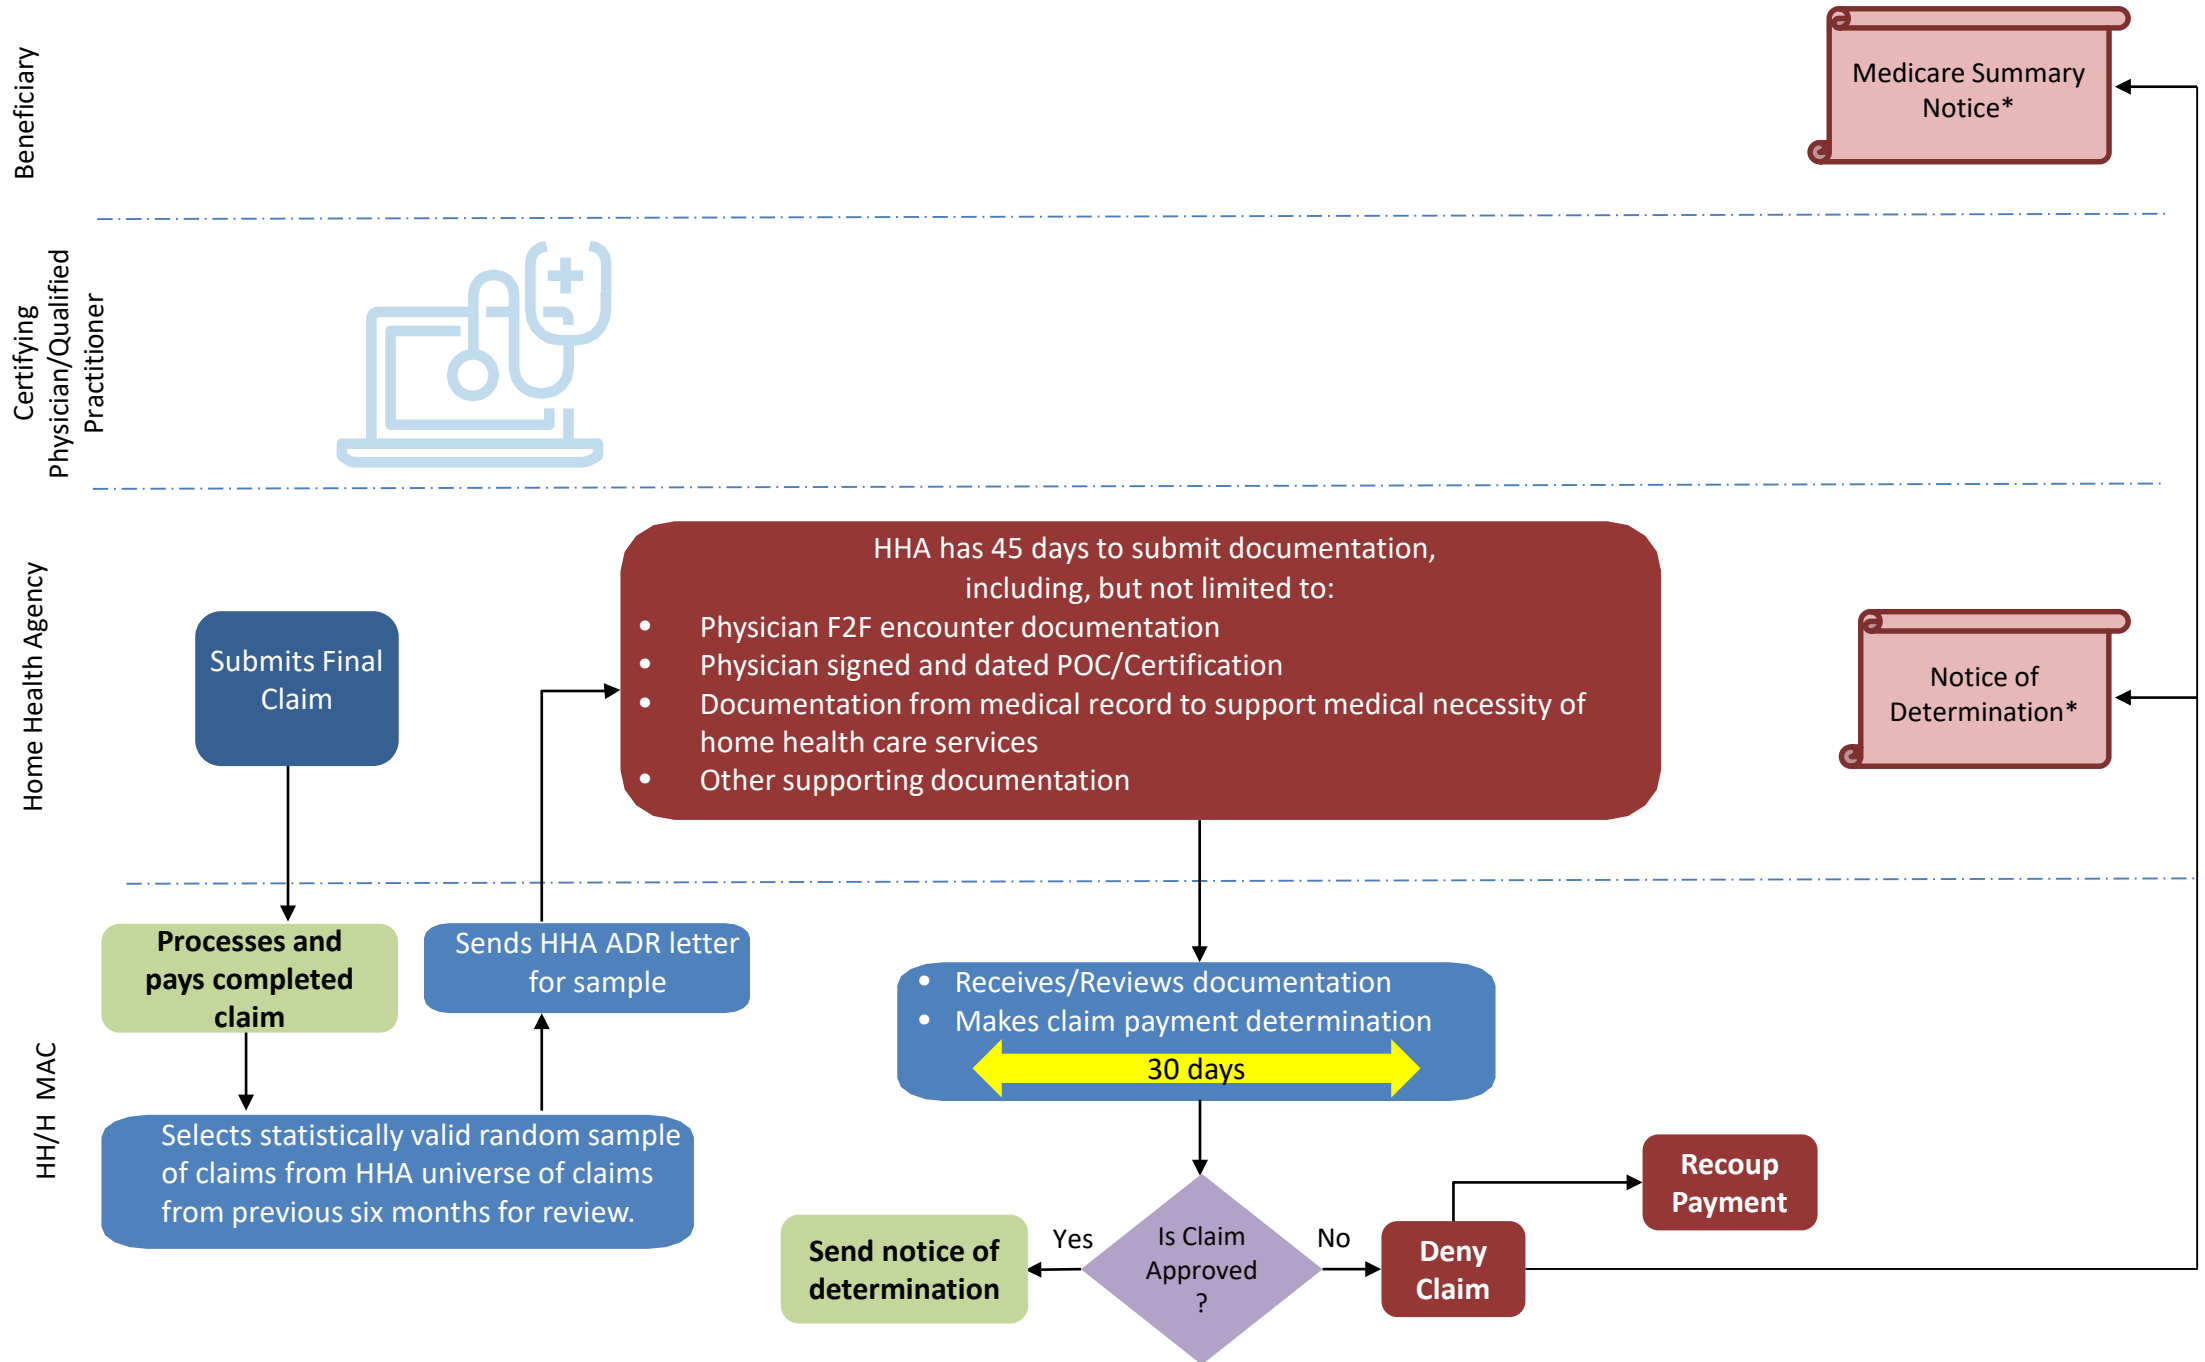 Beneficiary
Medicare Summary
Notice*
Certifying
Physician/Qualified
Practitioner
Home Health Agency
Submits Final
Claim
HHA has 45 days to submit documentation,
including, but not limited to:
• Physician F2F encounter documentation
• Physician signed and dated POC/Certification
• Documentation from medical record to support medical necessity of
home health care services
• Other supporting documentation
Notice of
Determination*
HH/H MAC
Processes and
pays completed
claim
Sends HHA ADR letter
for sample
Selects statistically valid random sample
of claims from HHA universe of claims
from previous six months for review.
• Receives/Reviews documentation
• Makes claim payment determination
30 days
Is Claim
Approved
?
Yes
Send notice of
determination
No
Deny
Claim
Recoup
Payment